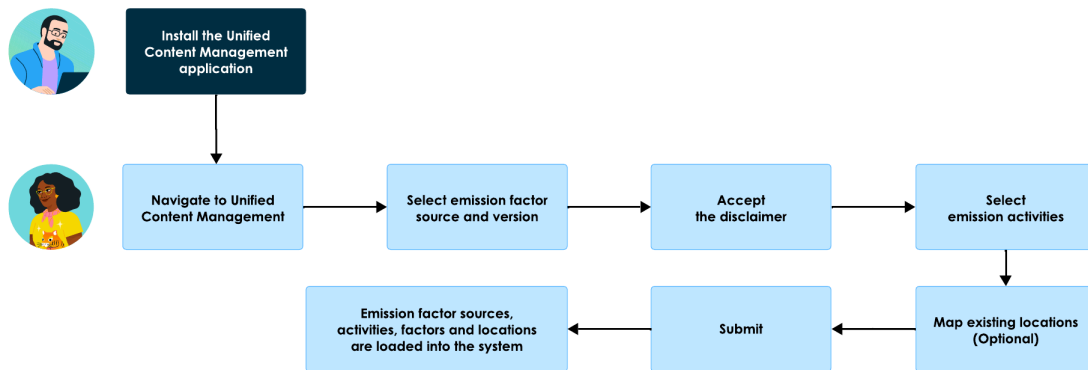 Install the Unified
Content Management
application
Navigate to Unified
Content Management
Select emission factor
source and version
Accept
the disclaimer
Select
emission activities
Map existing locations
(Optional)
Submit
Emission factor sources,
activities, factors and locations
are loaded into the system